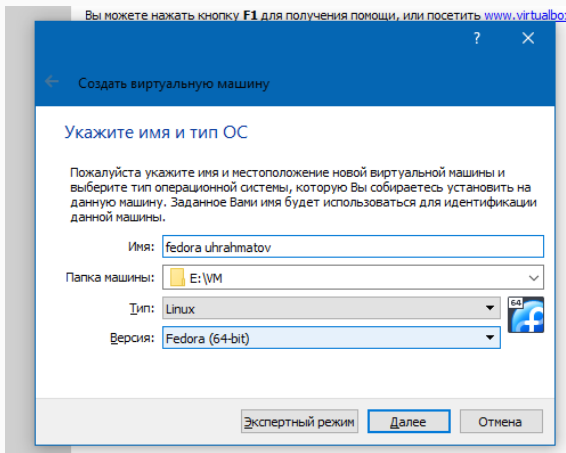 Вы можете нажать кнопку F1 для получения помощи, или посетить www.virtualbo
?
Создать виртуальную машину
Укажите имя и тип ОС
Пожалуйста укажите имя и местоположение новой виртуальной машины и
выберите тип операционной системы, которую Вы собираетесь установить на
данную машину. Заданное Вами имя будет использоваться для идентификации
данной машины.
Имя: fedora uhrahmatov
Папка машины: E:\VM
Тип: Linux
64
Версия: Fedora (64-bit)
Экспертный режим Далее Отмена